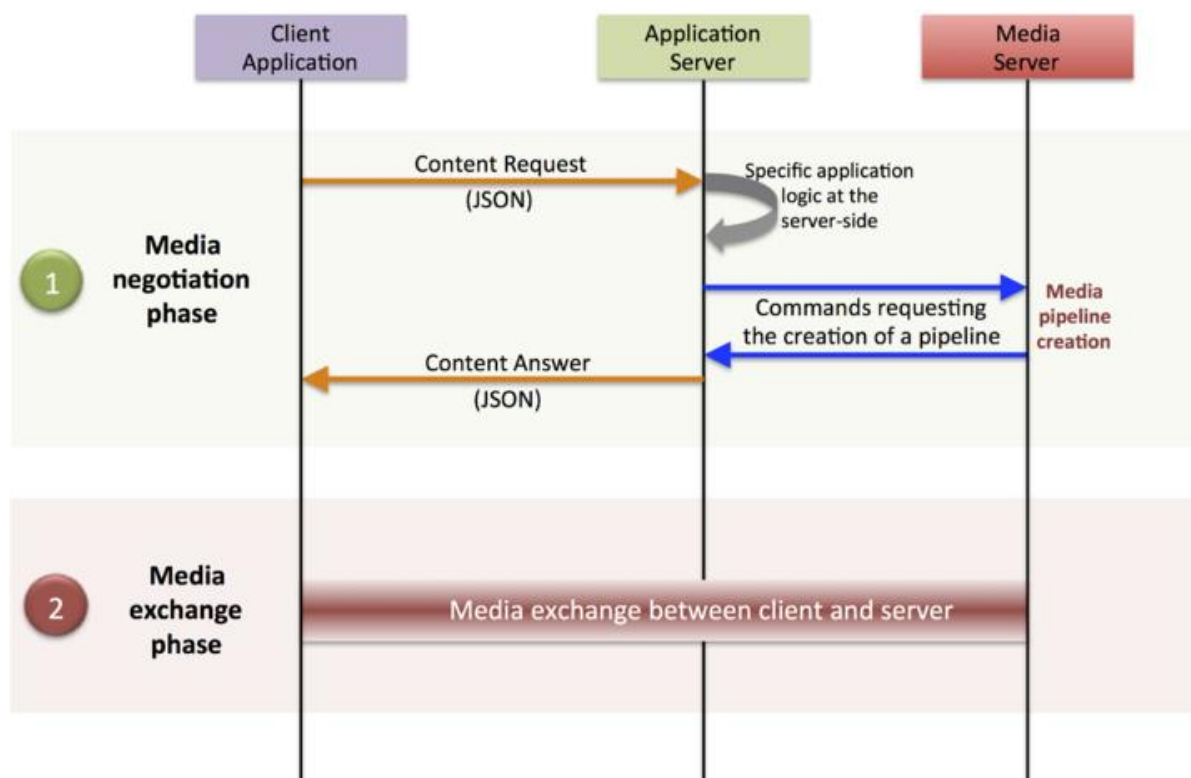 Client
Application
Application
Server
Media
Server
Content Request
(JSON)
Specific application
logic at the
server-side
1
Media
negotiation
phase
Commands requesting
the creation of a pipeline
Media
pipeline
creation
Content Answer
(JSON)
2
Media
exchange
phase
Media exchange between client and server